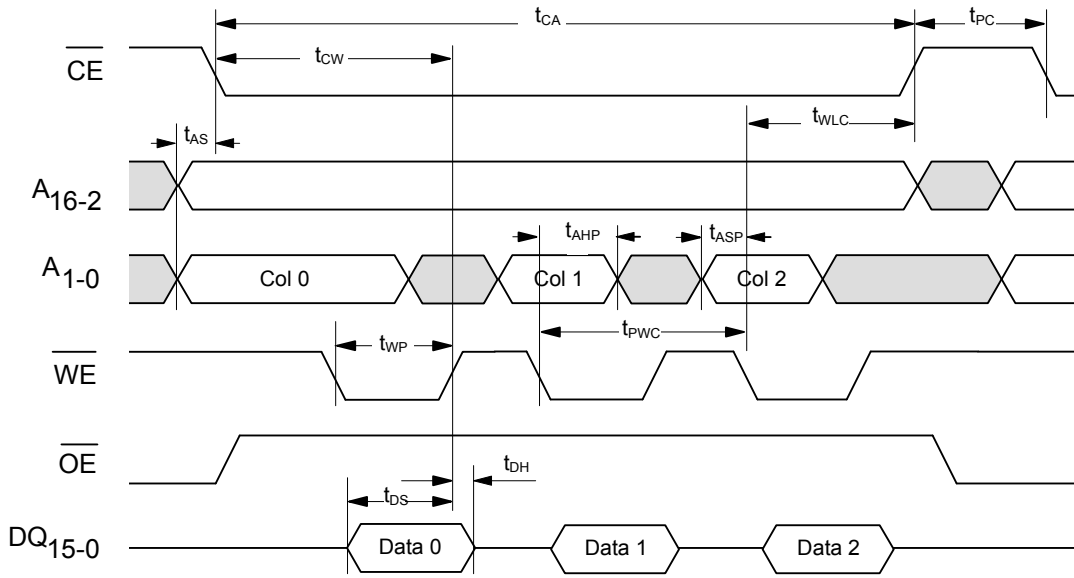 tCA
tPC
CE
tCW
tWLC
tAS
A16-2
tAHP
tASP
A1-0
Col 0
Col 1
Col 2
tWP
tPWC
WE
OE
tDH
tDS
DQ15-0
Data 0
Data 1
Data 2